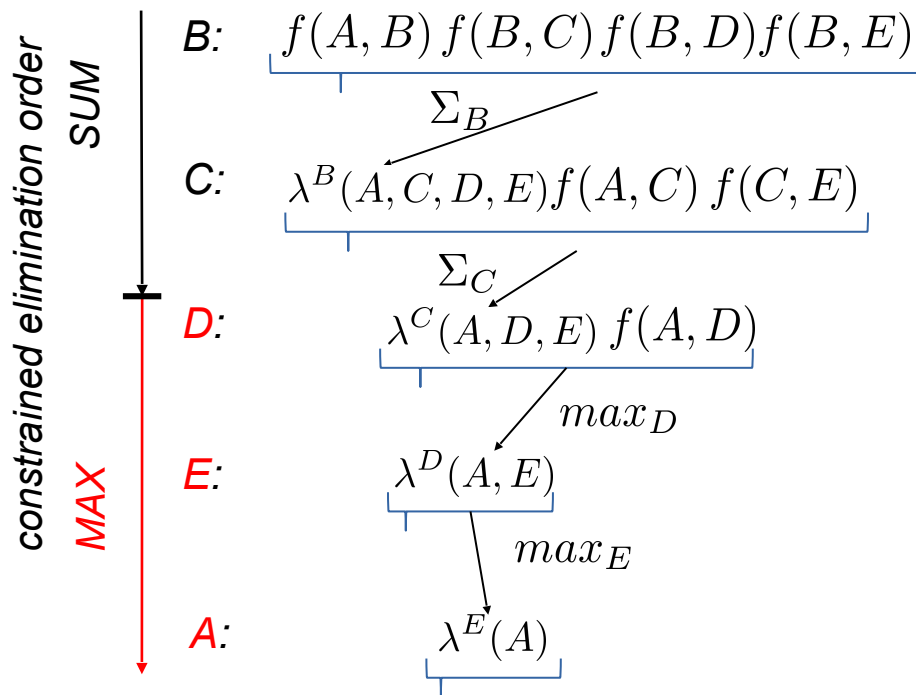 constrained elimination order
SUM
MAX
B: f(A, B) f(B, C) f(B, D) f(B, E)
Σ_B
C: λ^B(A, C, D, E) f(A, C) f(C, E)
Σ_C
D: λ^C(A, D, E) f(A, D)
max_D
E: λ^D(A, E)
max_E
A: λ^E(A)